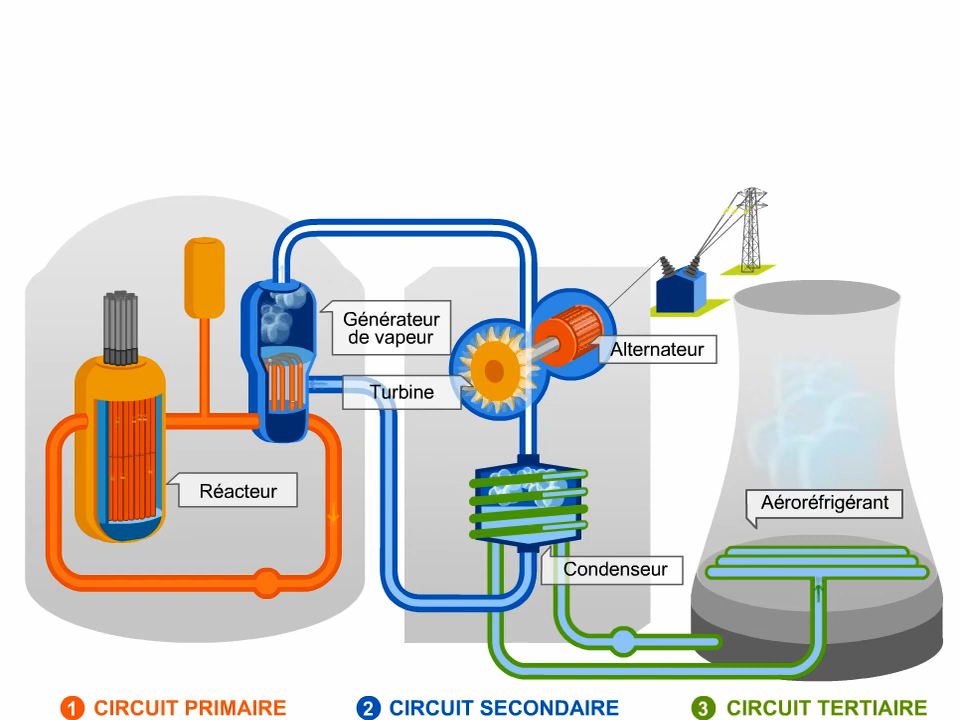 Générateur
de vapeur
Alternateur
Turbine
Réacteur
Aéroréfrigérant
Condenseur
1 CIRCUIT PRIMAIRE
2 CIRCUIT SECONDAIRE
3 CIRCUIT TERTIAIRE